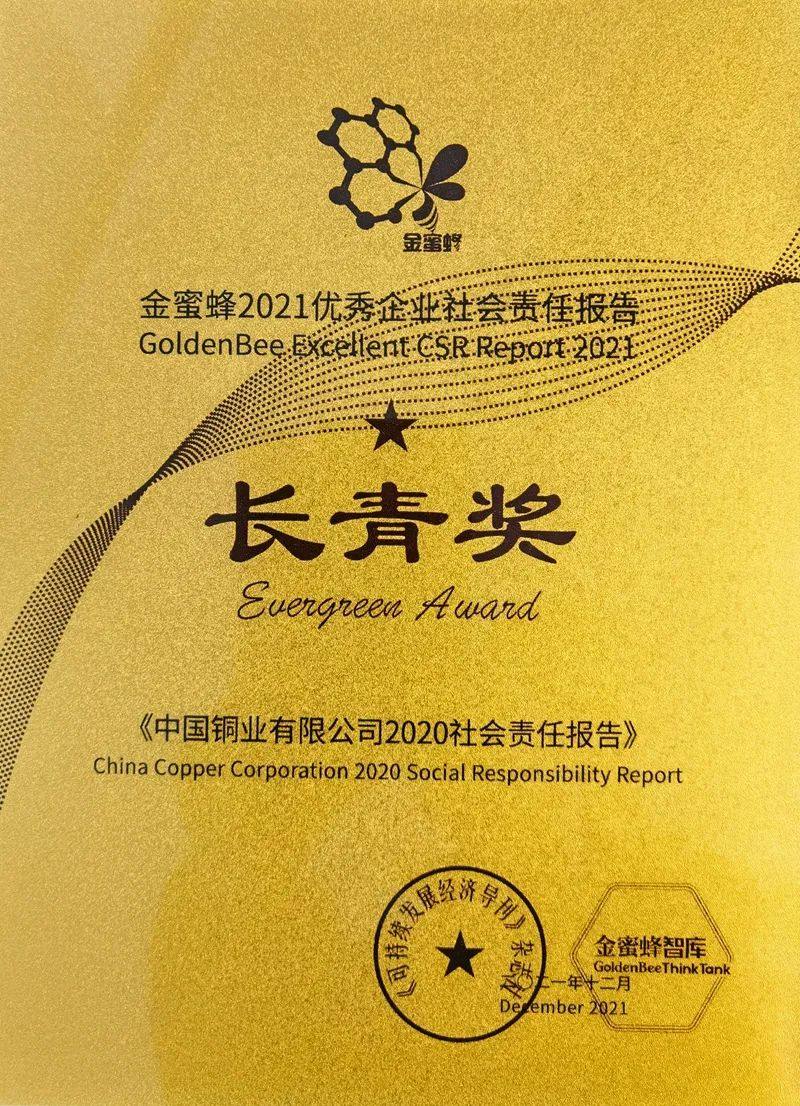 金蜜蜂
金蜜蜂2021优秀企业社会责任报告
GoldenBee Excellent CSR Report 2021
长青奖
Evergreen Award
《中国铜业有限公司2020社会责任报告》
China Copper Corporation 2020 Social Responsibility Report
《可持续发展经济导刊》杂志社
金蜜蜂智库
GoldenBeeThinkTank
二一年十二月
December 2021